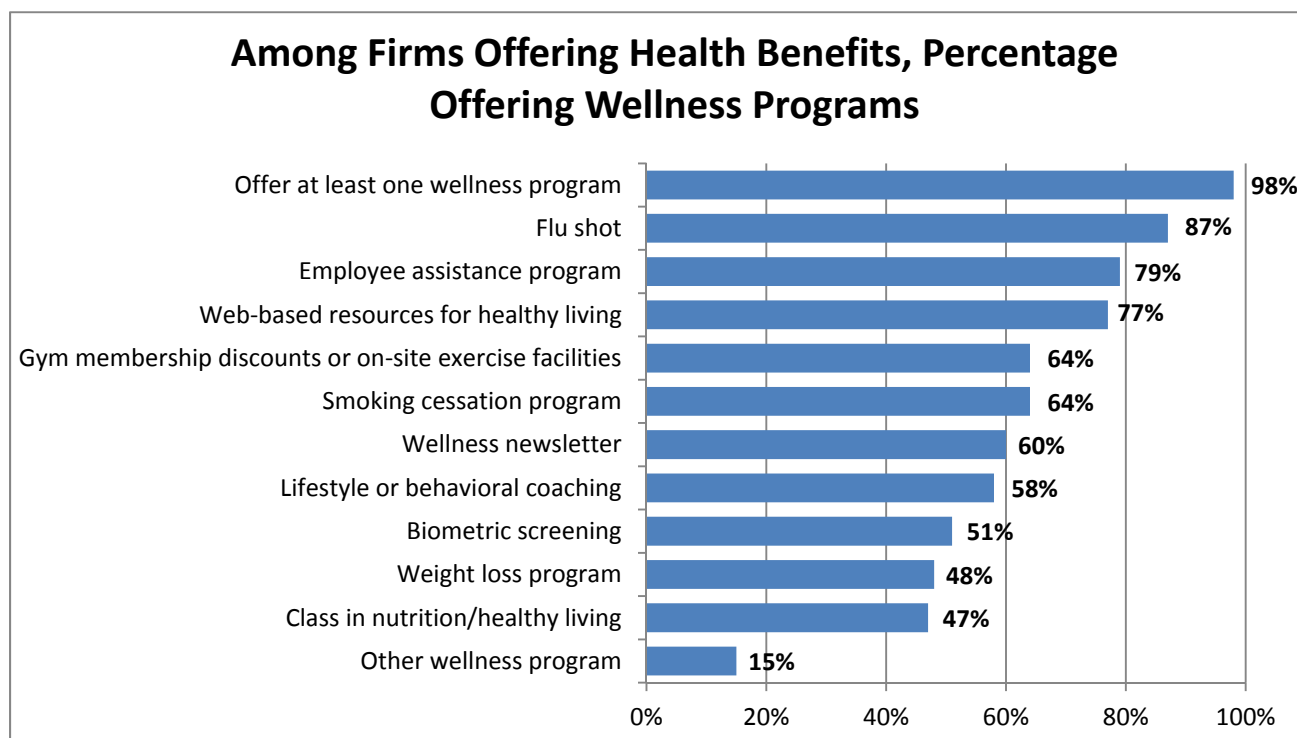 Among Firms Offering Health Benefits, Percentage
Offering Wellness Programs
Offer at least one wellness program 98%
Flu shot 87%
Employee assistance program 79%
Web-based resources for healthy living 77%
Gym membership discounts or on-site exercise facilities 64%
Smoking cessation program 64%
Wellness newsletter 60%
Lifestyle or behavioral coaching 58%
Biometric screening 51%
Weight loss program 48%
Class in nutrition/healthy living 47%
Other wellness program 15%
0% 20% 40% 60% 80% 100%